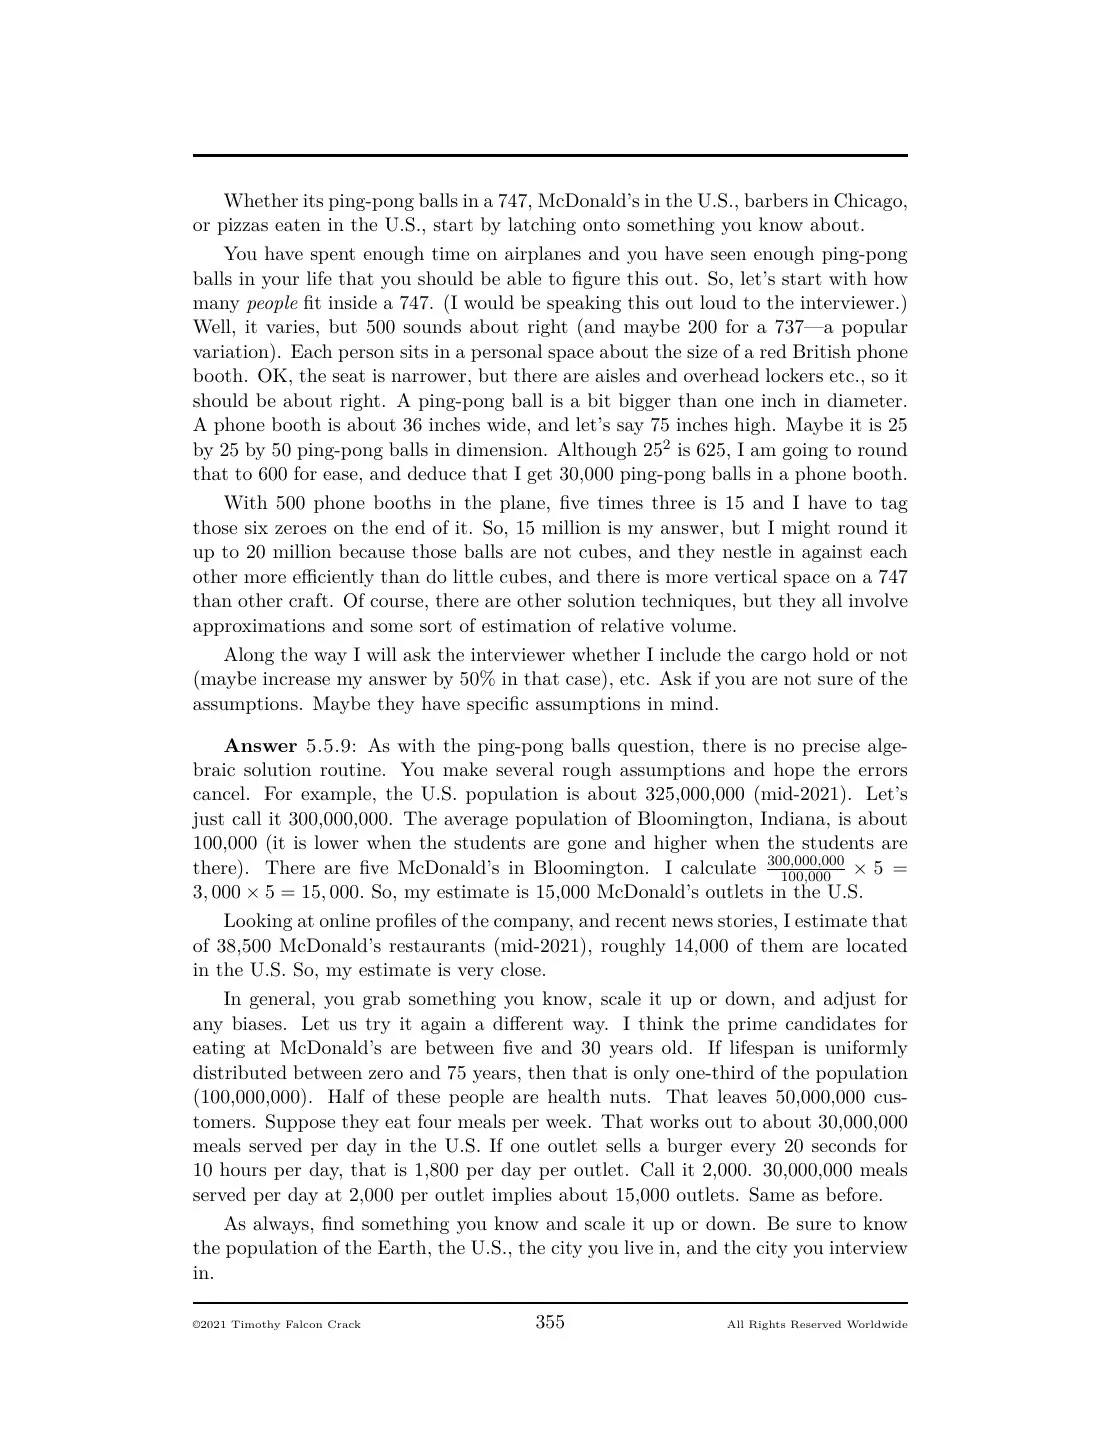 Whether its ping-pong balls in a 747, McDonald's in the U.S., barbers in Chicago,
or pizzas eaten in the U.S., start by latching onto something you know about.
You have spent enough time on airplanes and you have seen enough ping-pong
balls in your life that you should be able to figure this out. So, let's start with how
many people fit inside a 747. (I would be speaking this out loud to the interviewer.)
Well, it varies, but 500 sounds about right (and maybe 200 for a 737—a popular
variation). Each person sits in a personal space about the size of a red British phone
booth. OK, the seat is narrower, but there are aisles and overhead lockers etc., so it
should be about right. A ping-pong ball is a bit bigger than one inch in diameter.
A phone booth is about 36 inches wide, and let's say 75 inches high. Maybe it is 25
by 25 by 50 ping-pong balls in dimension. Although 25² is 625, I am going to round
that to 600 for ease, and deduce that I get 30,000 ping-pong balls in a phone booth.
With 500 phone booths in the plane, five times three is 15 and I have to tag
those six zeroes on the end of it. So, 15 million is my answer, but I might round it
up to 20 million because those balls are not cubes, and they nestle in against each
other more efficiently than do little cubes, and there is more vertical space on a 747
than other craft. Of course, there are other solution techniques, but they all involve
approximations and some sort of estimation of relative volume.
Along the way I will ask the interviewer whether I include the cargo hold or not
(maybe increase my answer by 50% in that case), etc. Ask if you are not sure of the
assumptions. Maybe they have specific assumptions in mind.
Answer 5.5.9: As with the ping-pong balls question, there is no precise alge-
braic solution routine. You make several rough assumptions and hope the errors
cancel. For example, the U.S. population is about 325,000,000 (mid-2021). Let's
just call it 300,000,000. The average population of Bloomington, Indiana, is about
100,000 (it is lower when the students are gone and higher when the students are
there). There are five McDonald's in Bloomington. I calculate 300,000,000/100,000 × 5 =
3,000 × 5 = 15,000. So, my estimate is 15,000 McDonald's outlets in the U.S.
Looking at online profiles of the company, and recent news stories, I estimate that
of 38,500 McDonald's restaurants (mid-2021), roughly 14,000 of them are located
in the U.S. So, my estimate is very close.
In general, you grab something you know, scale it up or down, and adjust for
any biases. Let us try it again a different way. I think the prime candidates for
eating at McDonald's are between five and 30 years old. If lifespan is uniformly
distributed between zero and 75 years, then that is only one-third of the population
(100,000,000). Half of these people are health nuts. That leaves 50,000,000 cus-
tomers. Suppose they eat four meals per week. That works out to about 30,000,000
meals served per day in the U.S. If one outlet sells a burger every 20 seconds for
10 hours per day, that is 1,800 per day per outlet. Call it 2,000. 30,000,000 meals
served per day at 2,000 per outlet implies about 15,000 outlets. Same as before.
As always, find something you know and scale it up or down. Be sure to know
the population of the Earth, the U.S., the city you live in, and the city you interview
in.
©2021 Timothy Falcon Crack 355 All Rights Reserved Worldwide